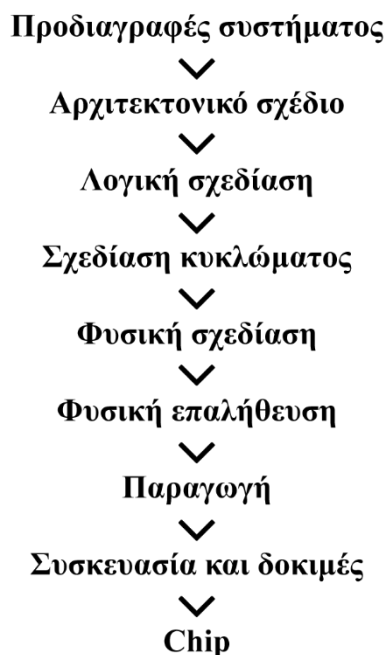 Προδιαγραφές συστήματος
Αρχιτεκτονικό σχέδιο
Λογική σχεδίαση
Σχεδίαση κυκλώματος
Φυσική σχεδίαση
Φυσική επαλήθευση
Παραγωγή
Συσκευασία και δοκιμές
Chip